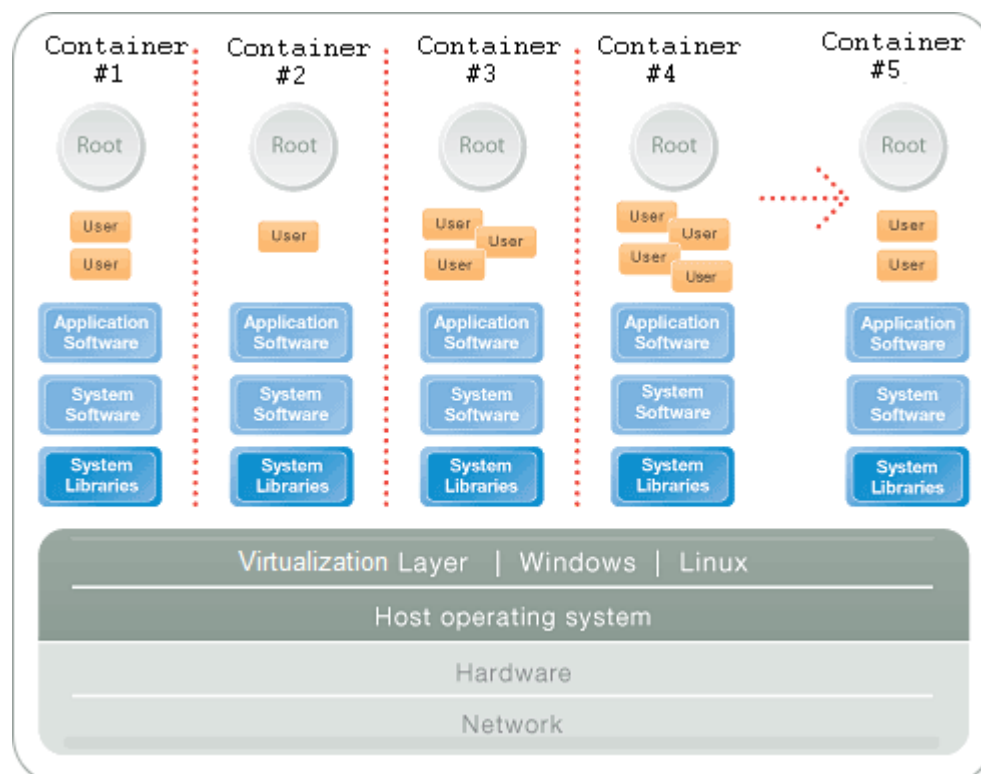 Container
#1
Container
#2
Container
#3
Container
#4
Container
#5
Root
Root
Root
Root
Root
User
User
User
User
User
User
User
User
User
User
User
User
Application
Software
Application
Software
Application
Software
Application
Software
Application
Software
System
Software
System
Software
System
Software
System
Software
System
Software
System
Libraries
System
Libraries
System
Libraries
System
Libraries
System
Libraries
Virtualization Layer | Windows | Linux
Host operating system
Hardware
Network